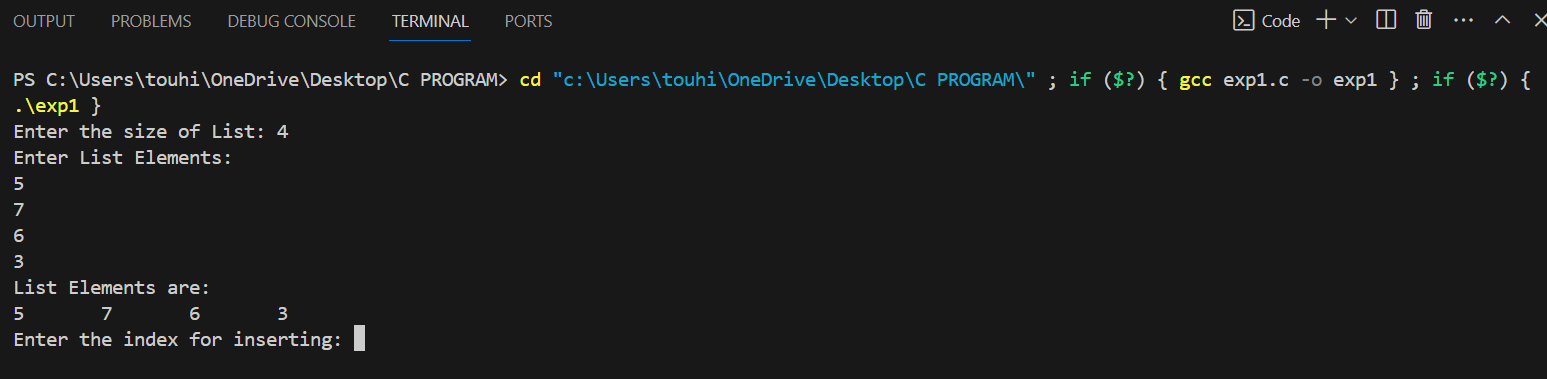 OUTPUT PROBLEMS DEBUG CONSOLE TERMINAL PORTS Code
PS C:\Users\touhi\OneDrive\Desktop\C PROGRAM> cd "c:\Users\touhi\OneDrive\Desktop\C PROGRAM\" ; if ($?) { gcc exp1.c -o exp1 } ; if ($?) {
.\exp1 }
Enter the size of List: 4
Enter List Elements:
5
7
6
3
List Elements are:
5 7 6 3
Enter the index for inserting: